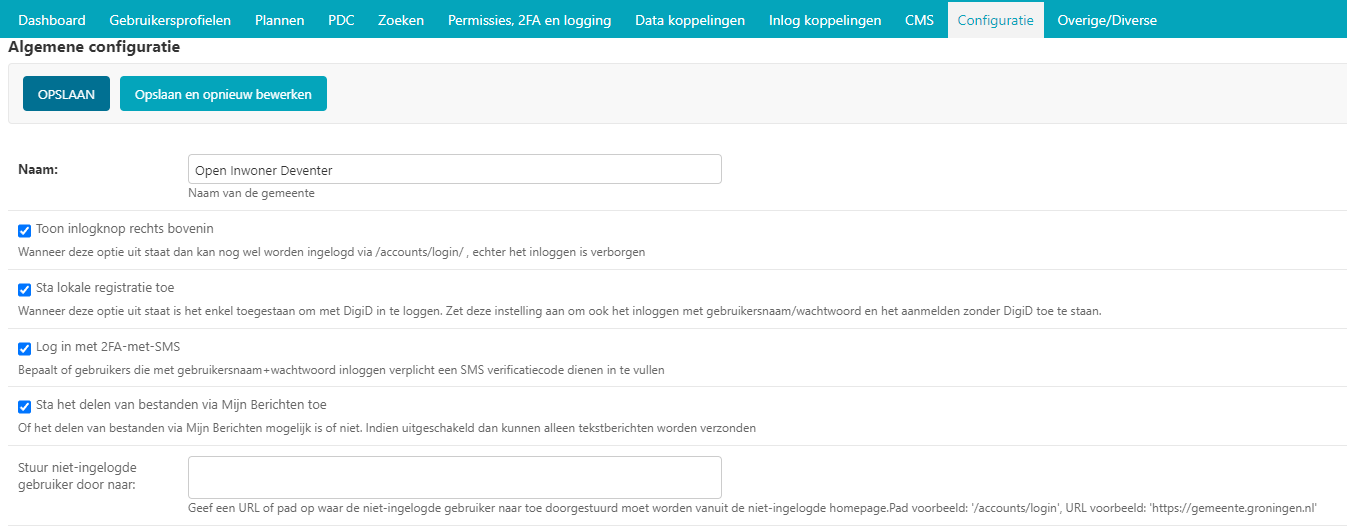 Dashboard Gebruikersprofielen Plannen PDC Zoeken Permissies, 2FA en logging Data koppelingen Inlog koppelingen CMS Configuratie Overige/Diverse
Algemene configuratie
OPSLAAN Opslaan en opnieuw bewerken
Naam: Open Inwoner Deventer
Naam van de gemeente
Toon inlogknop rechts bovenin
Wanneer deze optie uit staat dan kan nog wel worden ingelogd via /accounts/login/ , echter het inloggen is verborgen
Sta lokale registratie toe
Wanneer deze optie uit staat is het enkel toegestaan om met DigiD in te loggen. Zet deze instelling aan om ook het inloggen met gebruikersnaam/wachtwoord en het aanmelden zonder DigiD toe te staan.
Log in met 2FA-met-SMS
Bepaalt of gebruikers die met gebruikersnaam+wachtwoord inloggen verplicht een SMS verificatiecode dienen in te vullen
Sta het delen van bestanden via Mijn Berichten toe
Of het delen van bestanden via Mijn Berichten mogelijk is of niet. Indien uitgeschakeld dan kunnen alleen tekstberichten worden verzonden
Stuur niet-ingelogde
gebruiker door naar:
Geef een URL of pad op waar de niet-ingelogde gebruiker naar toe doorgestuurd moet worden vanuit de niet-ingelogde homepage.Pad voorbeeld: '/accounts/login', URL voorbeeld: 'https://gemeente.groningen.nl'